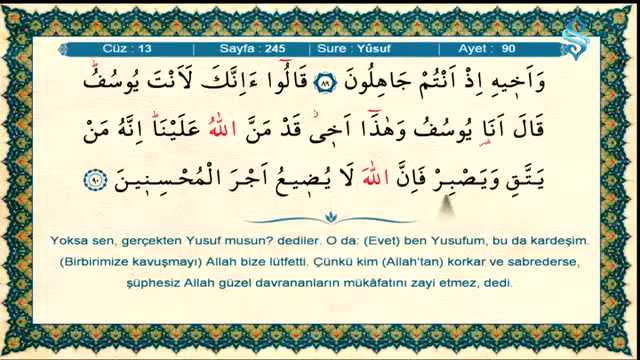 Cüz : 13 Sayfa : 245 Sure : Yûsuf Ayet : 90
وَاَخ۪يهِ اِذْ اَنْتُمْ جَاهِلُونَ ﴿٨٩﴾ قَالُٓوا ءَاِنَّكَ لَاَنْتَ يُوسُفُۜ
قَالَ اَنَا۬ يُوسُفُ وَهٰذَٓا اَخ۪يۘ قَدْ مَنَّ اللّٰهُ عَلَيْنَاۜ اِنَّهُ مَنْ
يَتَّقِ وَيَصْبِرْ فَاِنَّ اللّٰهَ لَا يُض۪يعُ اَجْرَ الْمُحْسِن۪ينَ ﴿٩٠﴾
Yoksa sen, gerçekten Yusuf musun? dediler. O da: (Evet) ben Yusufum, bu da kardeşim.
(Birbirimize kavuşmayı) Allah bize lütfetti. Çünkü kim (Allah'tan) korkar ve sabrederse,
şüphesiz Allah güzel davrananların mükâfatını zayi etmez, dedi.